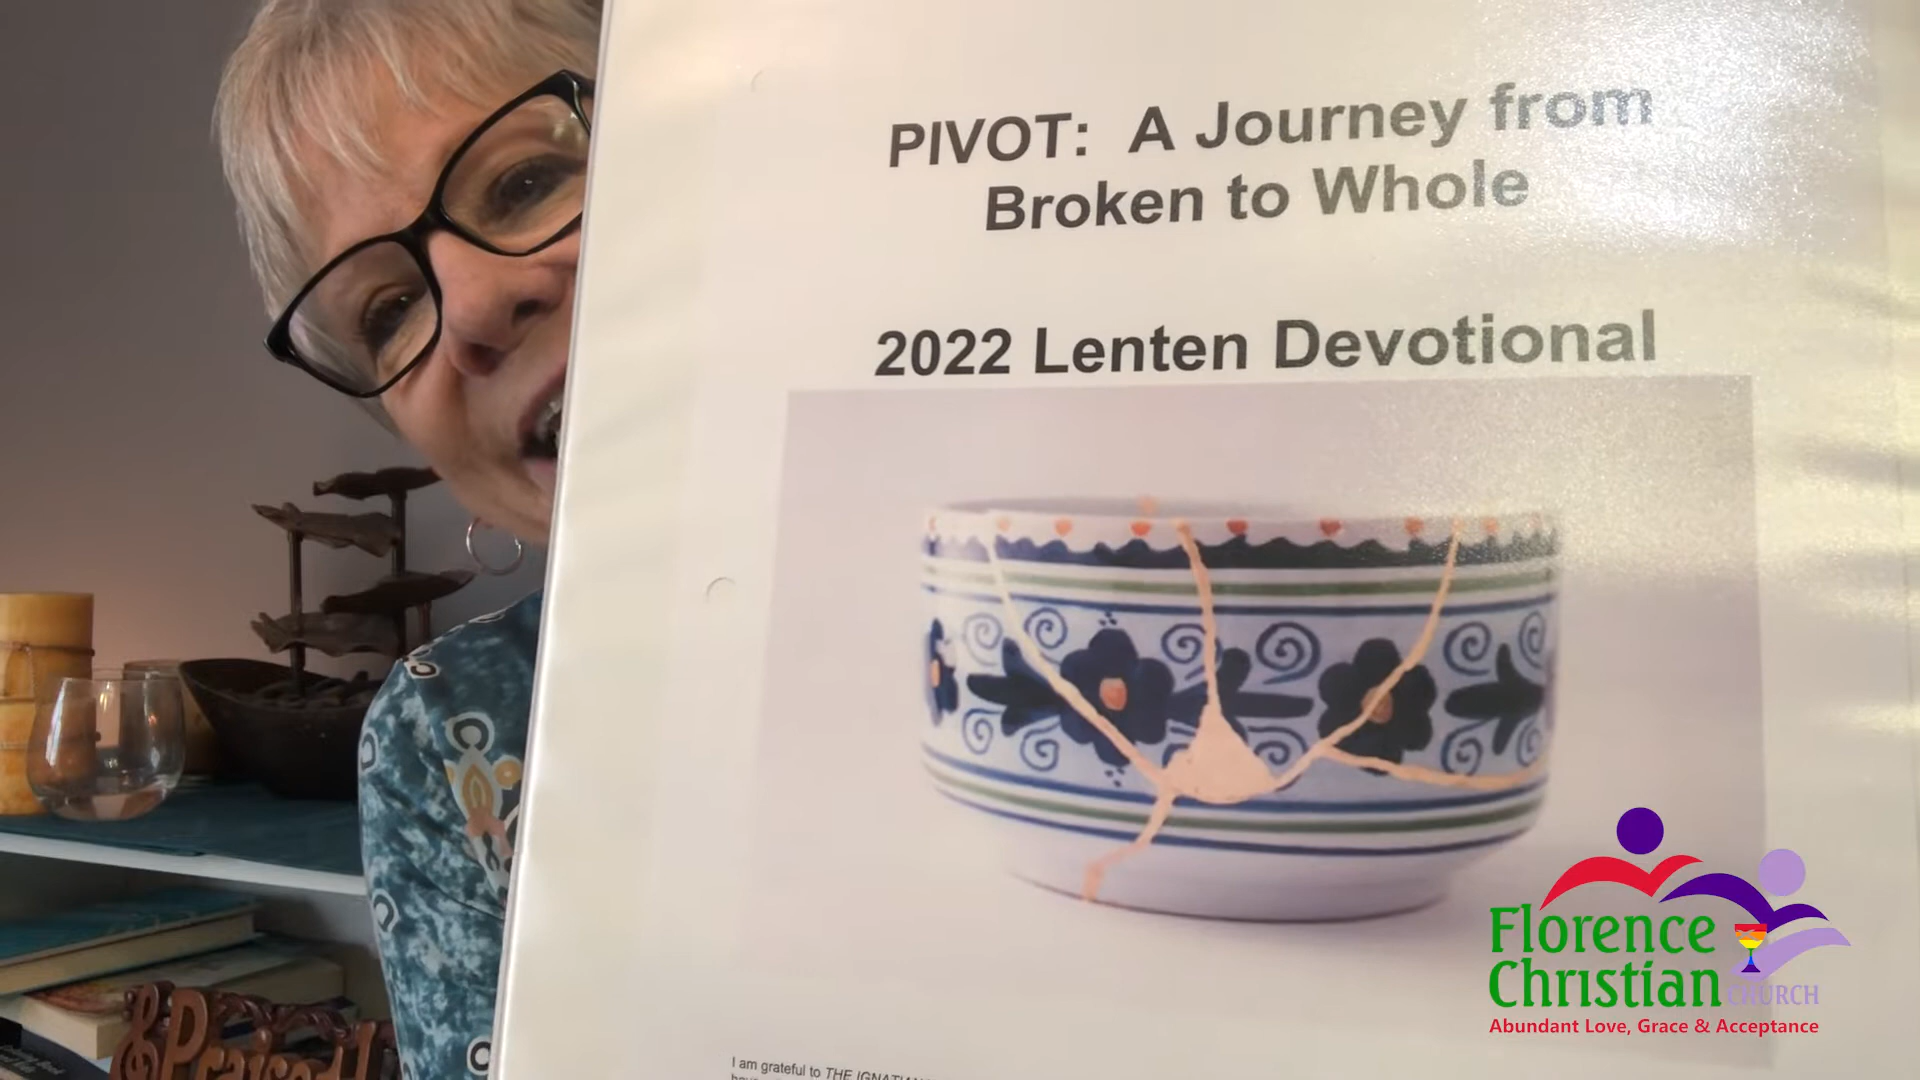 PIVOT: A Journey from
Broken to Whole
2022 Lenten Devotional
I am grateful to THE
Praise!
Florence
Christian CHURCH
Abundant Love, Grace & Acceptance